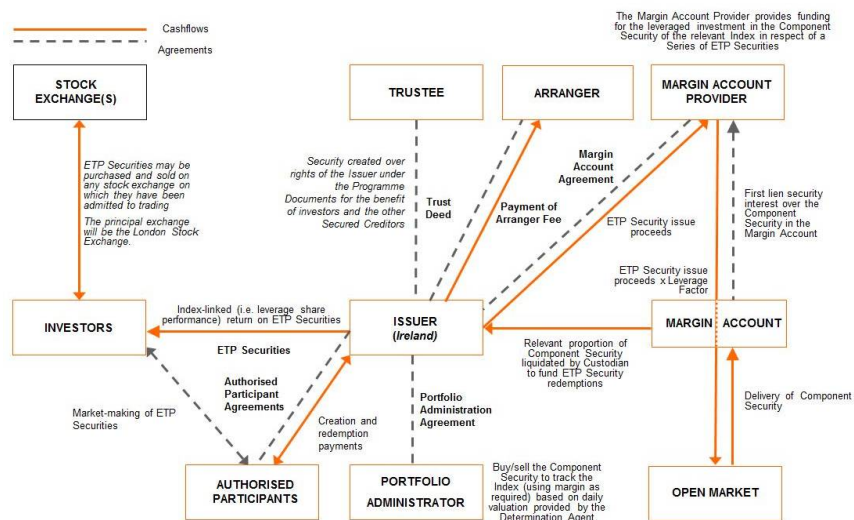 Cashflows
Agreements
The Margin Account Provider provides funding
for the leveraged investment in the Component
Security of the relevant Index in respect of a
Series of ETP Securities
STOCK
EXCHANGE(S)
TRUSTEE
ARRANGER
MARGIN ACCOUNT
PROVIDER
ETP Securities may be
purchased and sold on
any stock exchange on
which they have been
admitted to trading
The principal exchange
will be the London Stock
Exchange.
Security created over
rights of the Issuer under
the Programme
Documents for the benefit
of investors and the other
Secured Creditors
Trust
Deed
Payment of
Arranger Fee
Margin
Account
Agreement
ETP Security issue
proceeds
First lien security
interest over the
Component
Security in the
Margin Account
ETP Security issue
proceeds x Leverage
Factor
INVESTORS
Index-linked (i.e. leverage share
performance) return on ETP Securities
ETP Securities
ISSUER
(Ireland)
MARGIN ACCOUNT
Relevant proportion of
Component Security
liquidated by Custodian
to fund ETP Security
redemptions
Market-making of ETP
Securities
Authorised
Participant
Agreements
Creation and
redemption
payments
Portfolio
Administration
Agreement
Delivery of Component
Security
AUTHORISED
PARTICIPANTS
PORTFOLIO
ADMINISTRATOR
Buy/sell the Component
Security to track the
Index (using margin as
required) based on daily
valuation provided by the
Determination Agent
OPEN MARKET